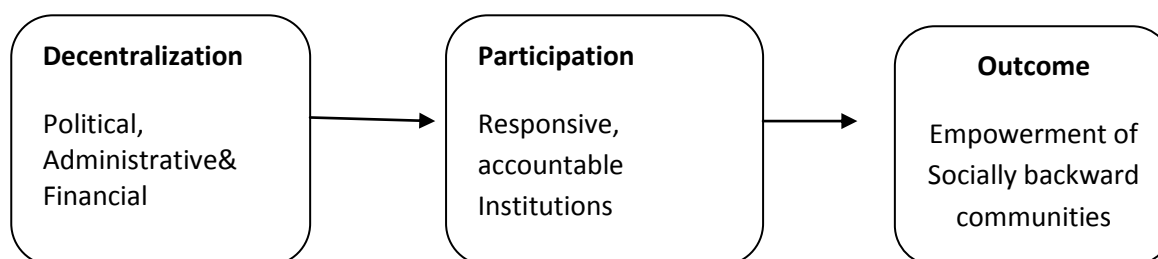 Decentralization
Political,
Administrative&
Financial
Participation
Responsive,
accountable
Institutions
Outcome
Empowerment of
Socially backward
communities